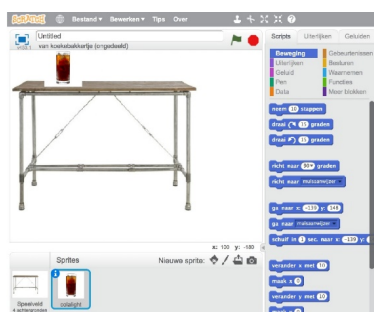 SCRATCH Bestand Bewerken Tips Over
Untitled
van koekebakkertje (ongedeeld)
Scripts Uiterlijken Geluiden
Beweging Gebeurtenissen
Uiterlijken Besturen
Geluid Waarnemen
Pen Functies
Data Meer blokken
neem 10 stappen
draai 15 graden
draai 15 graden
richt naar 90 graden
richt naar muisaanwijzer
ga naar x: -139 y: 148
ga naar muisaanwijzer
schuif in 1 sec. naar x: -139 y:
verander x met 10
maak x 0
verander y met 10
x: 100 y: -180
Sprites Nieuwe sprite:
Speelveld
4 achtergronden
colalight